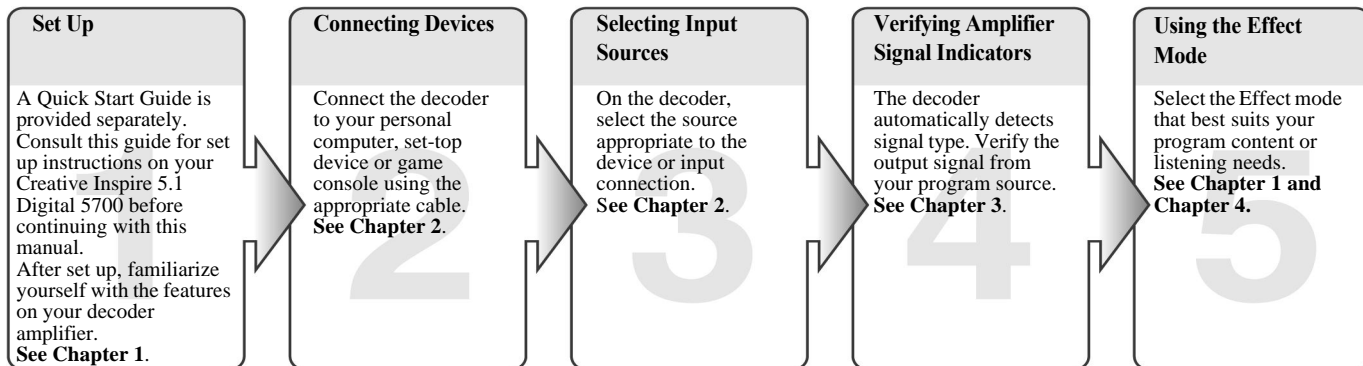 Set Up
A Quick Start Guide is
provided separately.
Consult this guide for set
up instructions on your
Creative Inspire 5.1
Digital 5700 before
continuing with this
manual.
After set up, familiarize
yourself with the features
on your decoder
amplifier.
See Chapter 1.
1
Connecting Devices
Connect the decoder
to your personal
computer, set-top
device or game
console using the
appropriate cable.
See Chapter 2.
2
Selecting Input
Sources
On the decoder,
select the source
appropriate to the
device or input
connection.
See Chapter 2.
3
Verifying Amplifier
Signal Indicators
The decoder
automatically detects
signal type. Verify the
output signal from
your program source.
See Chapter 3.
4
Using the Effect
Mode
Select the Effect mode
that best suits your
program content or
listening needs.
See Chapter 1 and
Chapter 4.
5